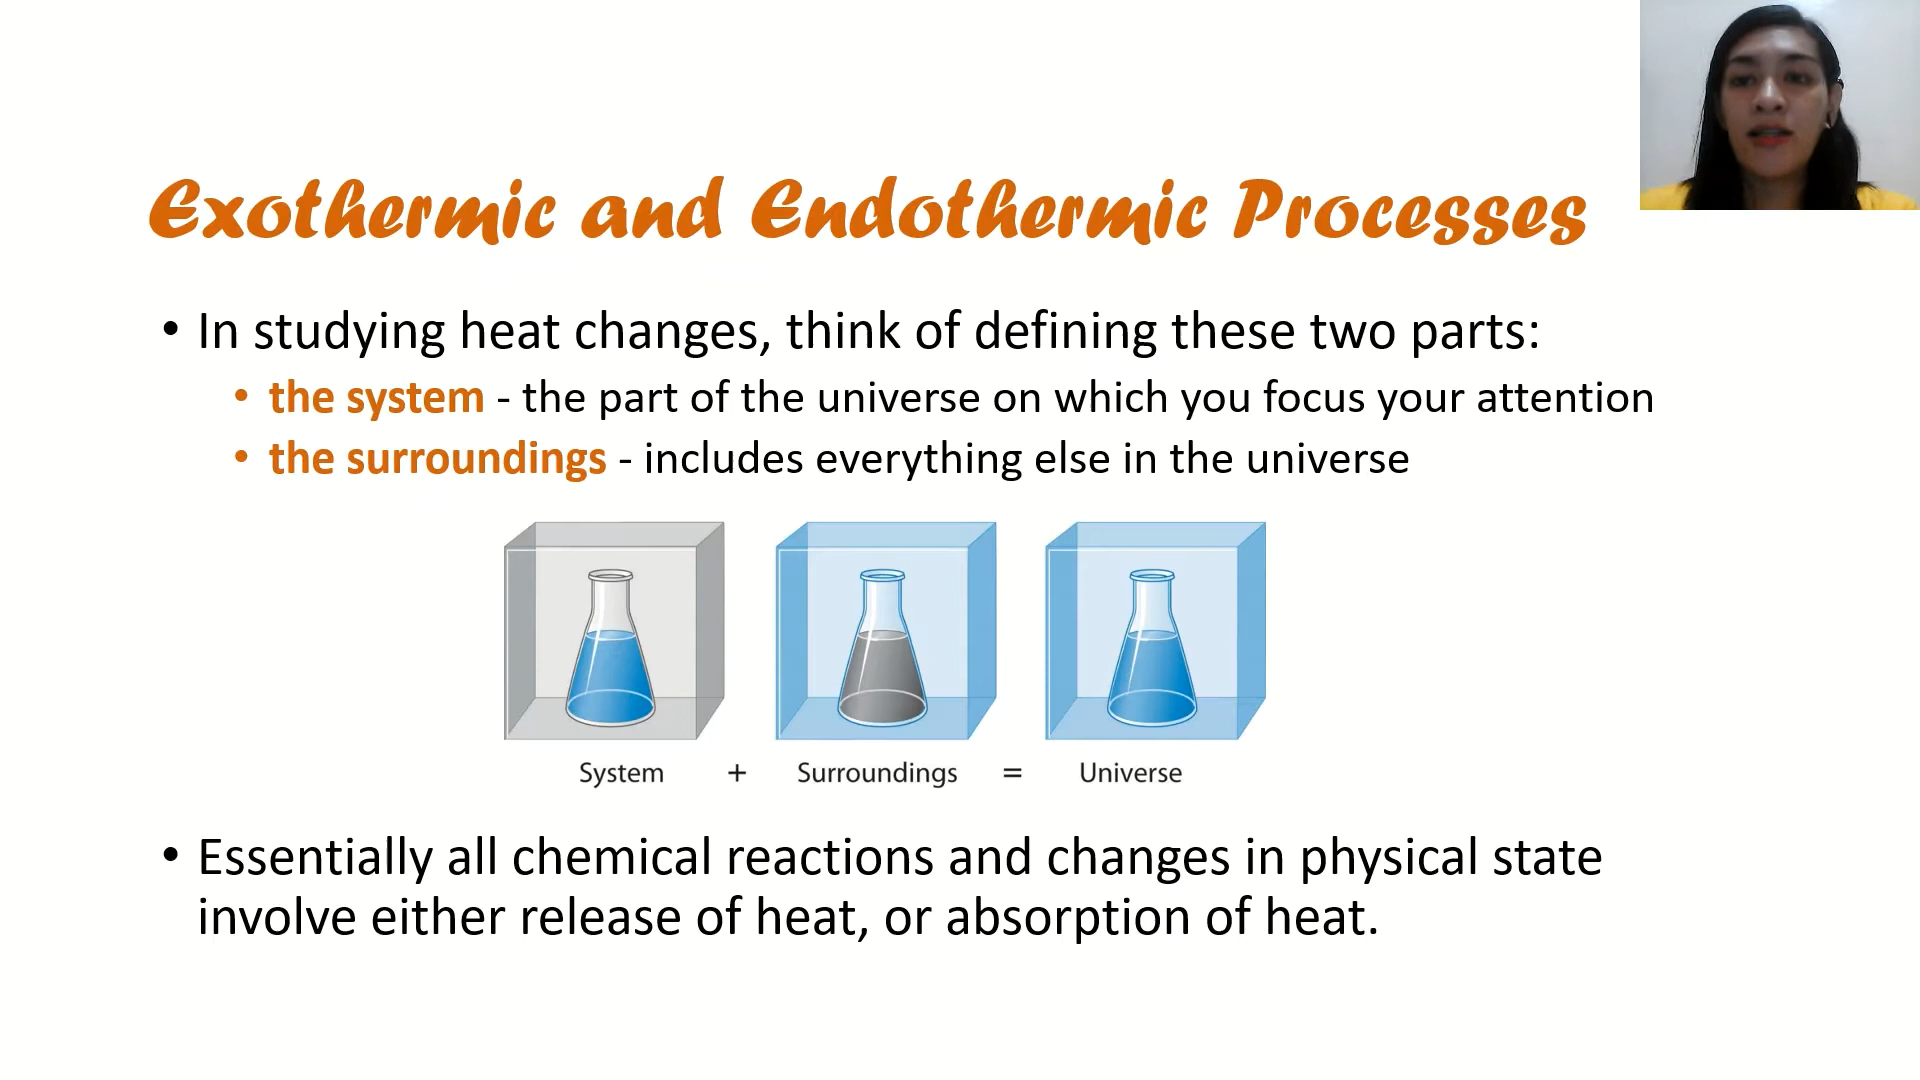 Exothermic and Endothermic Processes
• In studying heat changes, think of defining these two parts:
• the system - the part of the universe on which you focus your attention
• the surroundings - includes everything else in the universe
System + Surroundings = Universe
• Essentially all chemical reactions and changes in physical state
involve either release of heat, or absorption of heat.